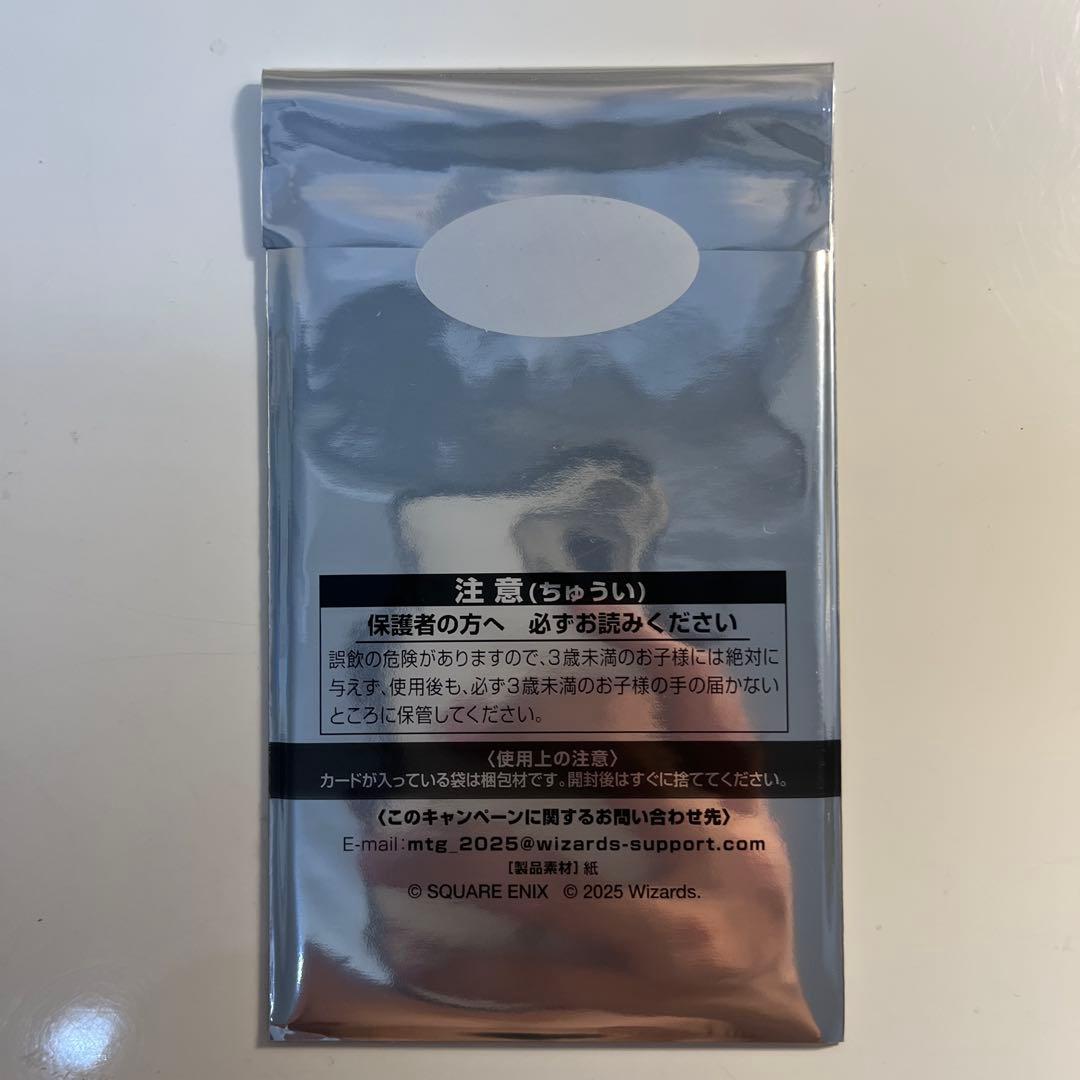 注意(ちゅうい)
保護者の方へ 必ずお読みください
誤飲の危険がありますので、3歳未満のお子様には絶対に
与えず、使用後も、必ず3歳未満のお子様の手の届かない
ところに保管してください。
〈使用上の注意〉
カードが入っている袋は梱包材です。開封後はすぐに捨ててください。
〈このキャンペーンに関するお問い合わせ先〉
E-mail:mtg_2025@wizards-support.com
[製品素材]紙
© SQUARE ENIX © 2025 Wizards.